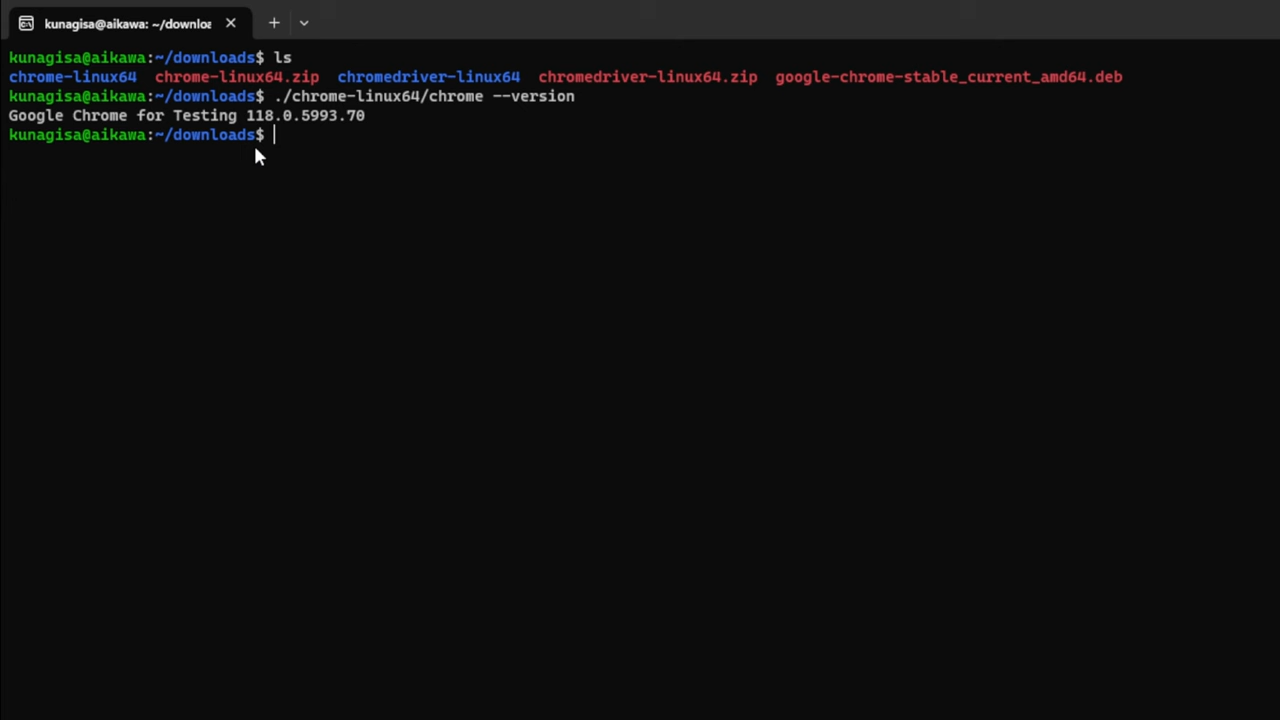 kunagisa@aikawa: ~/downloa
kunagisa@aikawa:~/downloads$ ls
chrome-linux64 chrome-linux64.zip chromedriver-linux64 chromedriver-linux64.zip google-chrome-stable_current_amd64.deb
kunagisa@aikawa:~/downloads$ ./chrome-linux64/chrome --version
Google Chrome for Testing 118.0.5993.70
kunagisa@aikawa:~/downloads$